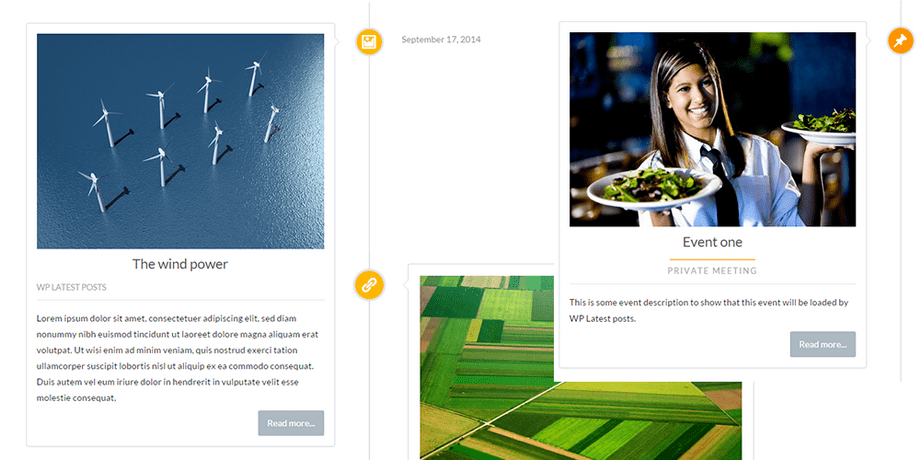 The wind power
WP LATEST POSTS
Lorem ipsum dolor sit amet, consectetuer adipiscing elit, sed diam
nonummy nibh euismod tincidunt ut laoreet dolore magna aliquam erat
volutpat. Ut wisi enim ad minim veniam, quis nostrud exerci tation
ullamcorper suscipit lobortis nisl ut aliquip ex ea commodo consequat.
Duis autem vel eum iriure dolor in hendrerit in vulputate velit esse
molestie consequat,
Read more...
September 17, 2014
Event one
PRIVATE MEETING
This is some event description to show that this event will be loaded by
WP Latest posts.
Read more...